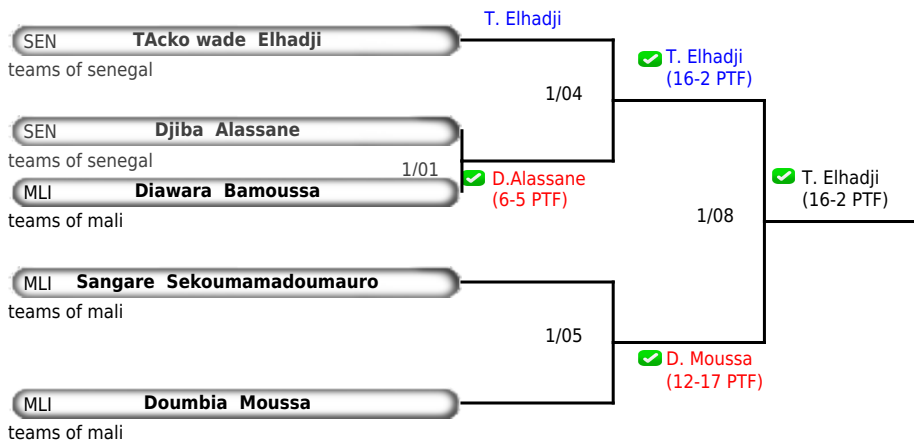 T. Elhadji
SEN TAcko wade Elhadji
teams of senegal
T. Elhadji
(16-2 PTF)
1/04
SEN Djiba Alassane
teams of senegal
1/01
D.Alassane
(6-5 PTF)
MLI Diawara Bamoussa
teams of mali
T. Elhadji
(16-2 PTF)
1/08
MLI Sangare Sekoumamadoumauro
teams of mali
1/05
D. Moussa
(12-17 PTF)
MLI Doumbia Moussa
teams of mali